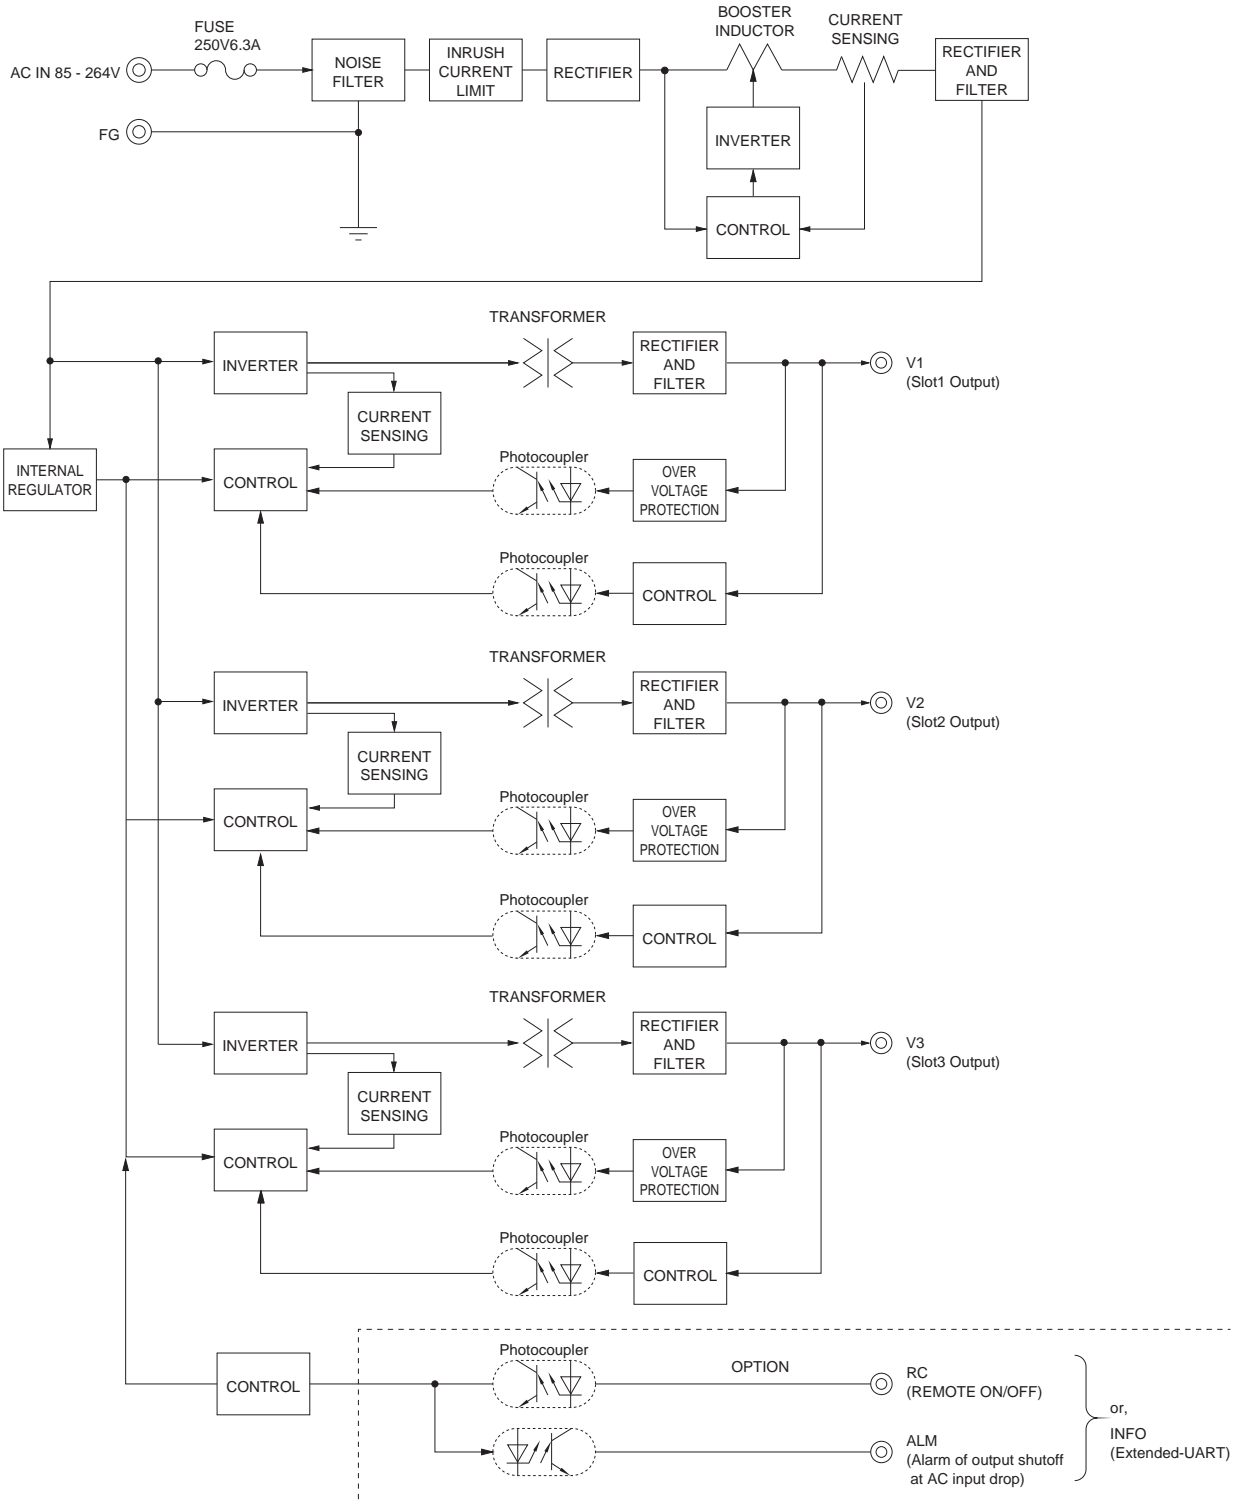 FUSE
250V6.3A
AC IN 85 - 264V
NOISE
FILTER
INRUSH
CURRENT
LIMIT
RECTIFIER
BOOSTER
INDUCTOR
CURRENT
SENSING
RECTIFIER
AND
FILTER
FG
INVERTER
CONTROL
TRANSFORMER
INVERTER
RECTIFIER
AND
FILTER
V1
(Slot1 Output)
CURRENT
SENSING
INTERNAL
REGULATOR
CONTROL
Photocoupler
OVER
VOLTAGE
PROTECTION
Photocoupler
CONTROL
TRANSFORMER
INVERTER
RECTIFIER
AND
FILTER
V2
(Slot2 Output)
CURRENT
SENSING
CONTROL
Photocoupler
OVER
VOLTAGE
PROTECTION
Photocoupler
CONTROL
TRANSFORMER
INVERTER
RECTIFIER
AND
FILTER
V3
(Slot3 Output)
CURRENT
SENSING
CONTROL
Photocoupler
OVER
VOLTAGE
PROTECTION
Photocoupler
CONTROL
CONTROL
Photocoupler
OPTION
RC
(REMOTE ON/OFF)
ALM
(Alarm of output shutoff
at AC input drop)
or,
INFO
(Extended-UART)